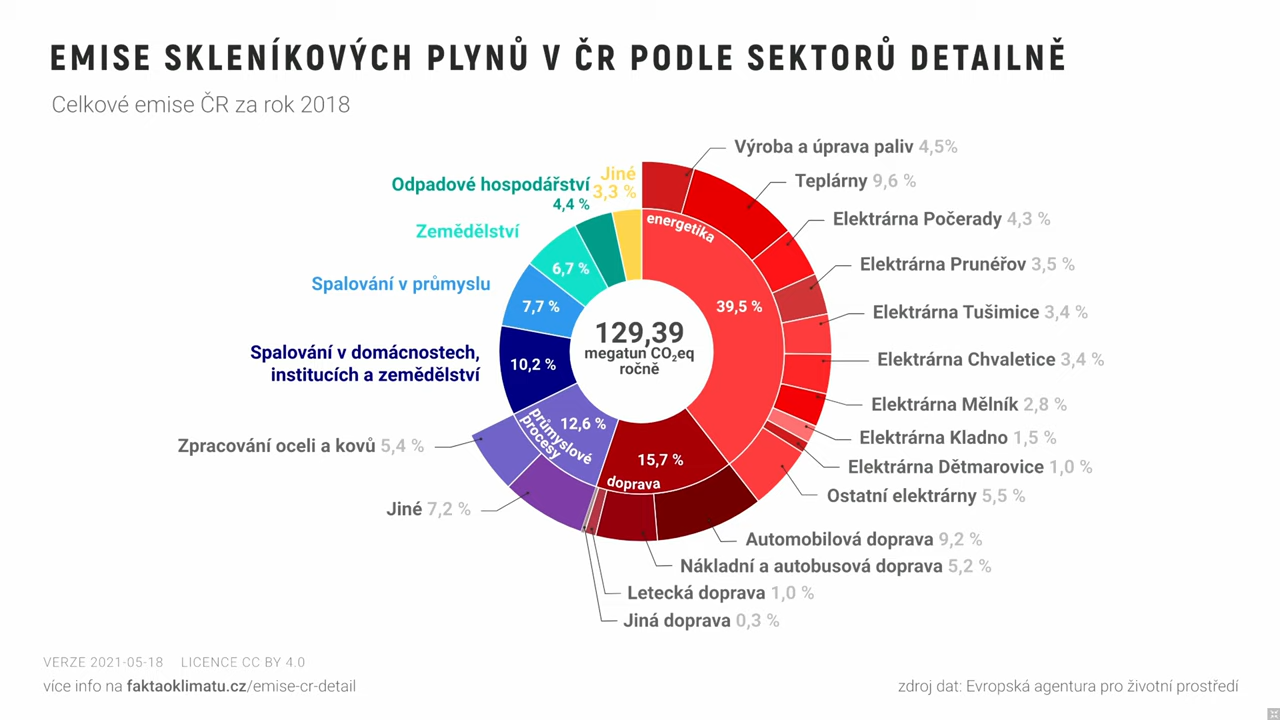 EMISE SKLENÍKOVÝCH PLYNŮ V ČR PODLE SEKTORŮ DETAILNĚ
Celkové emise ČR za rok 2018
Výroba a úprava paliv 4,5%
Teplárny 9,6 %
Elektrárna Počerady 4,3 %
Elektrárna Prunéřov 3,5 %
Elektrárna Tušimice 3,4 %
Elektrárna Chvaletice 3,4 %
Elektrárna Mělník 2,8 %
Elektrárna Kladno 1,5 %
Elektrárna Dětmarovice 1,0 %
Ostatní elektrárny 5,5 %
Automobilová doprava 9,2 %
Nákladní a autobusová doprava 5,2 %
Letecká doprava 1,0 %
Jiná doprava 0,3 %
Jiné 7,2 %
Zpracování oceli a kovů 5,4 %
Spalování v domácnostech,
institucích a zemědělství
Spalování v průmyslu
Zemědělství
Odpadové hospodářství
4,4 %
Jiné
3,3 %
energetika
39,5 %
15,7 %
doprava
12,6 %
průmyslové
procesy
10,2 %
7,7 %
6,7 %
129,39
megatun CO₂eq
ročně
VERZE 2021-05-18 LICENCE CC BY 4.0
více info na faktaoklimatu.cz/emise-cr-detail
zdroj dat: Evropská agentura pro životní prostředí